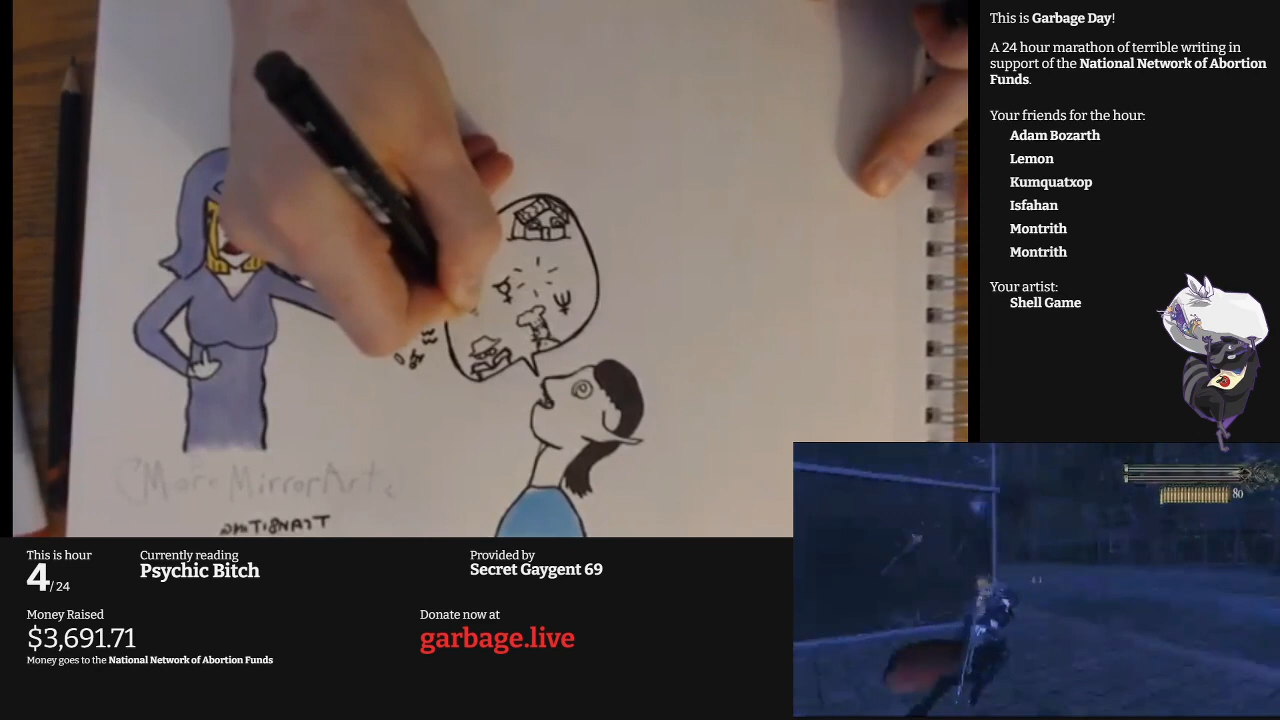 This is Garbage Day!
A 24 hour marathon of terrible writing in
support of the National Network of Abortion
Funds.
Your friends for the hour:
Adam Bozarth
Lemon
Kumquatxop
Isfahan
Montrith
Montrith
Your artist:
Shell Game
More MirrorArt
80
This is hour
4/24
Currently reading
Psychic Bitch
Provided by
Secret Gaygent 69
Money Raised
$3,691.71
Money goes to the National Network of Abortion Funds
Donate now at
garbage.live